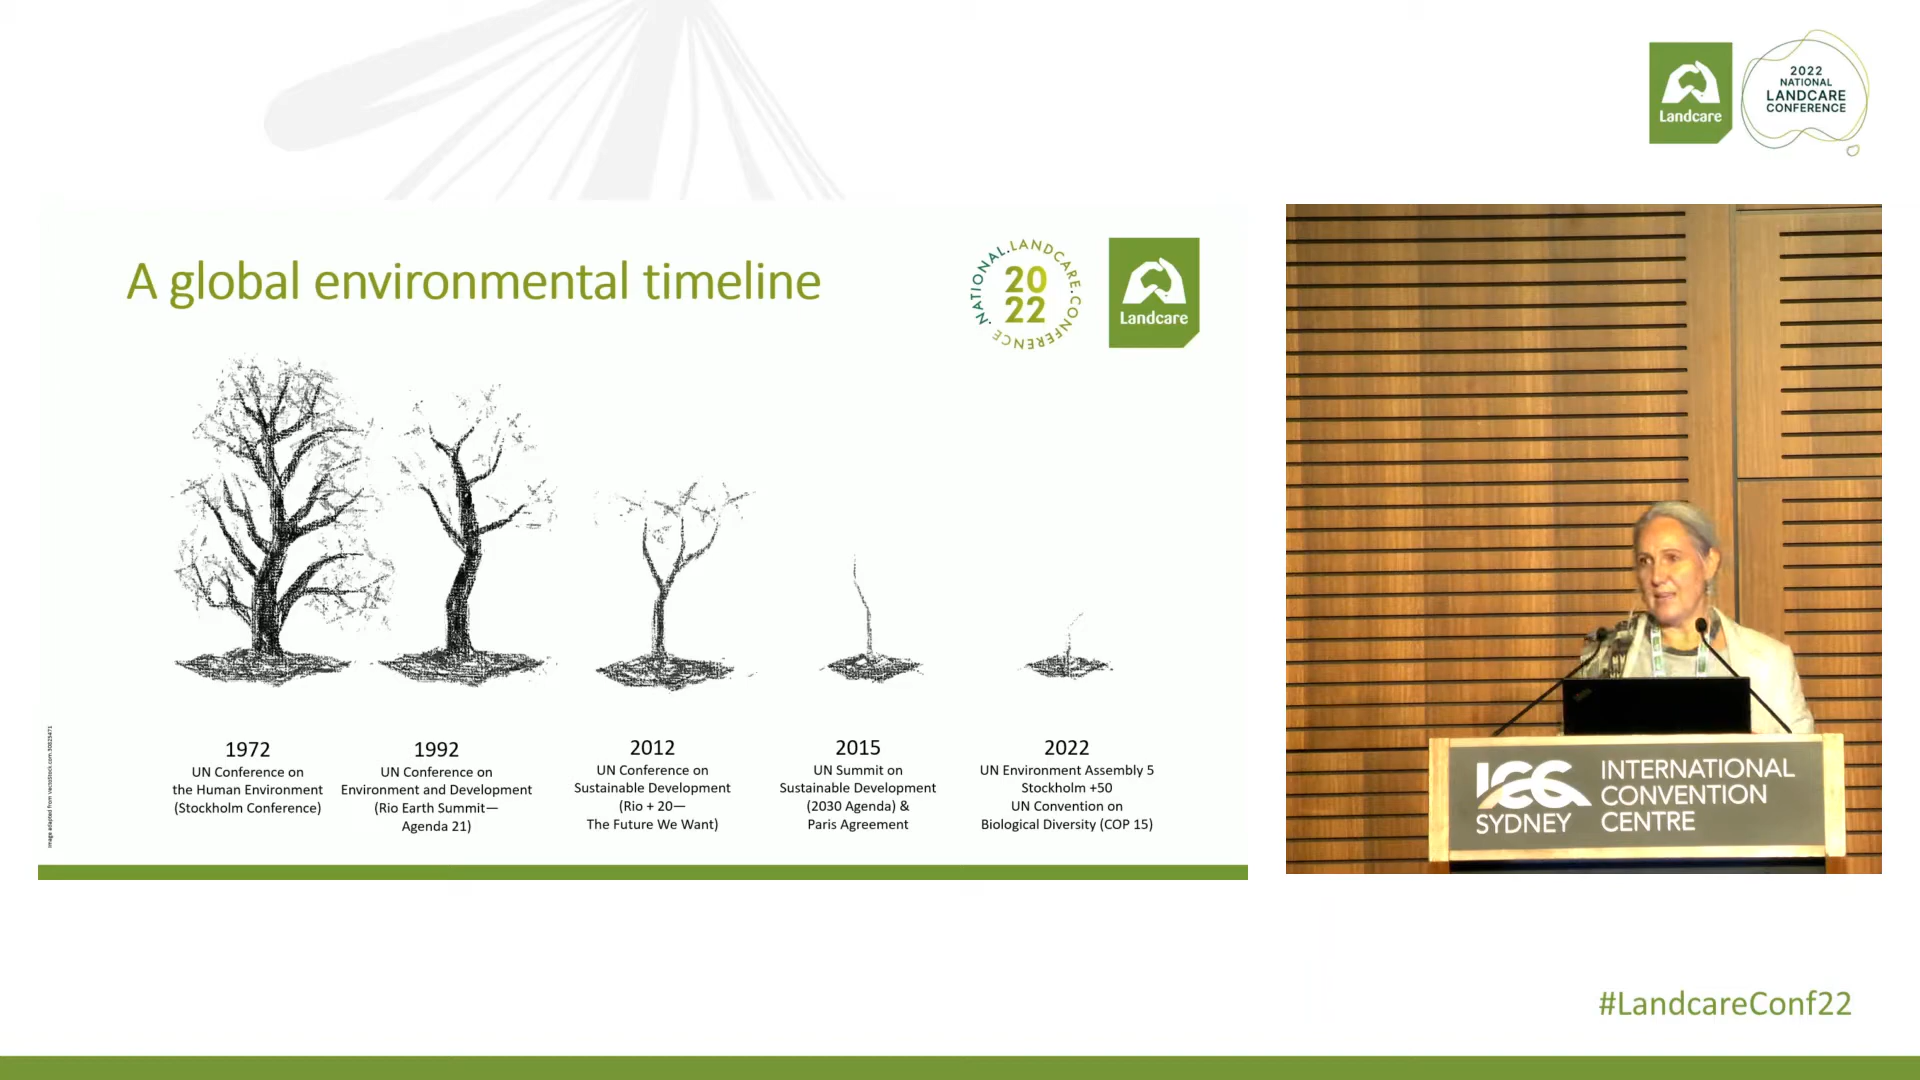 Landcare
2022
NATIONAL
LANDCARE
CONFERENCE
A global environmental timeline
.NATIONAL.LANDCARE.CONFERENCE
20
22
Landcare
1972
UN Conference on
the Human Environment
(Stockholm Conference)
1992
UN Conference on
Environment and Development
(Rio Earth Summit—
Agenda 21)
2012
UN Conference on
Sustainable Development
(Rio + 20—
The Future We Want)
2015
UN Summit on
Sustainable Development
(2030 Agenda) &
Paris Agreement
2022
UN Environment Assembly 5
Stockholm +50
UN Convention on
Biological Diversity (COP 15)
ICC
SYDNEY
INTERNATIONAL
CONVENTION
CENTRE
#LandcareConf22